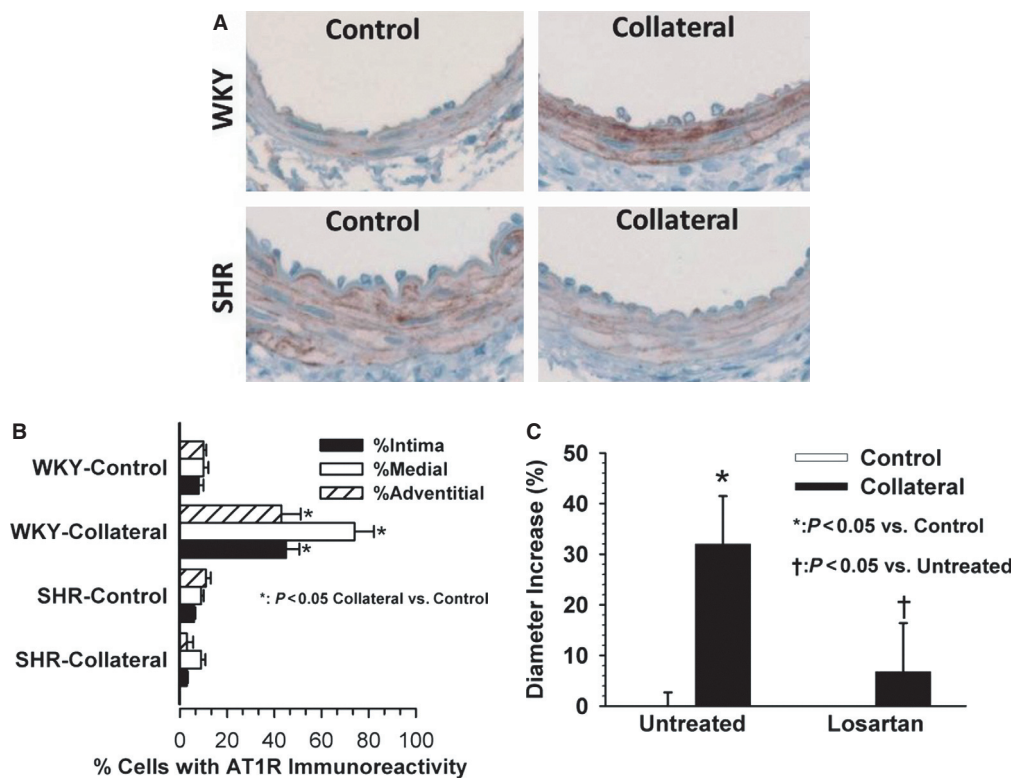 A
Control
Collateral
WKY
Control
Collateral
SHR
B
%Intima
%Medial
%Adventitial
WKY-Control
WKY-Collateral
SHR-Control
SHR-Collateral
*
*
*
*: P<0.05 Collateral vs. Control
0 20 40 60 80 100
% Cells with AT1R Immunoreactivity
C
Diameter Increase (%)
50
40
30
20
10
0
*
†
Control
Collateral
*:P<0.05 vs. Control
†:P<0.05 vs. Untreated
Untreated Losartan